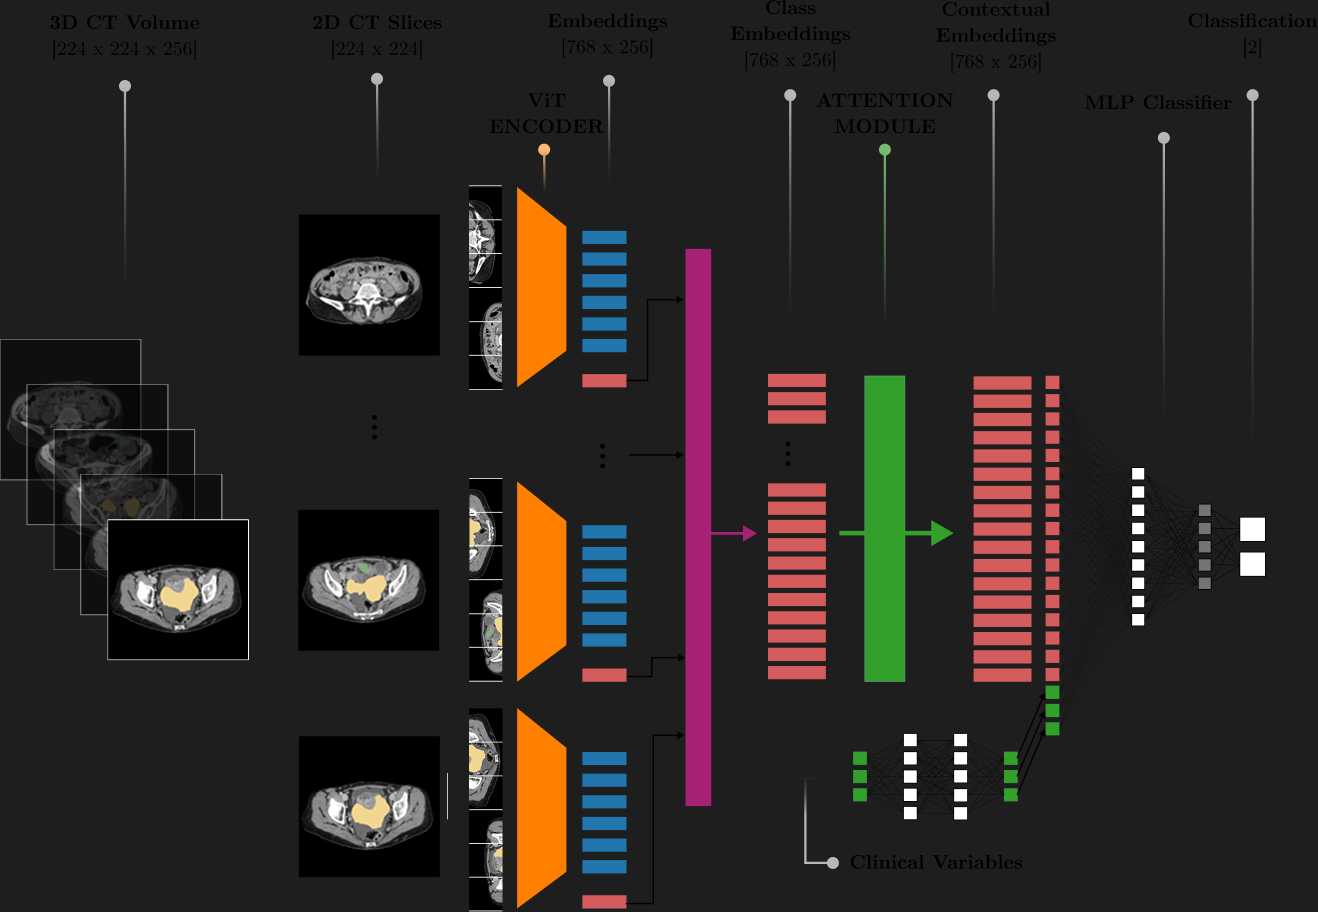 3D CT Volume
[224 x 224 x 256]
2D CT Slices
[224 x 224]
Embeddings
[768 x 256]
ViT
ENCODER
Class
Embeddings
[768 x 256]
ATTENTION
MODULE
Contextual
Embeddings
[768 x 256]
MLP Classifier
Classification
[2]
Clinical Variables